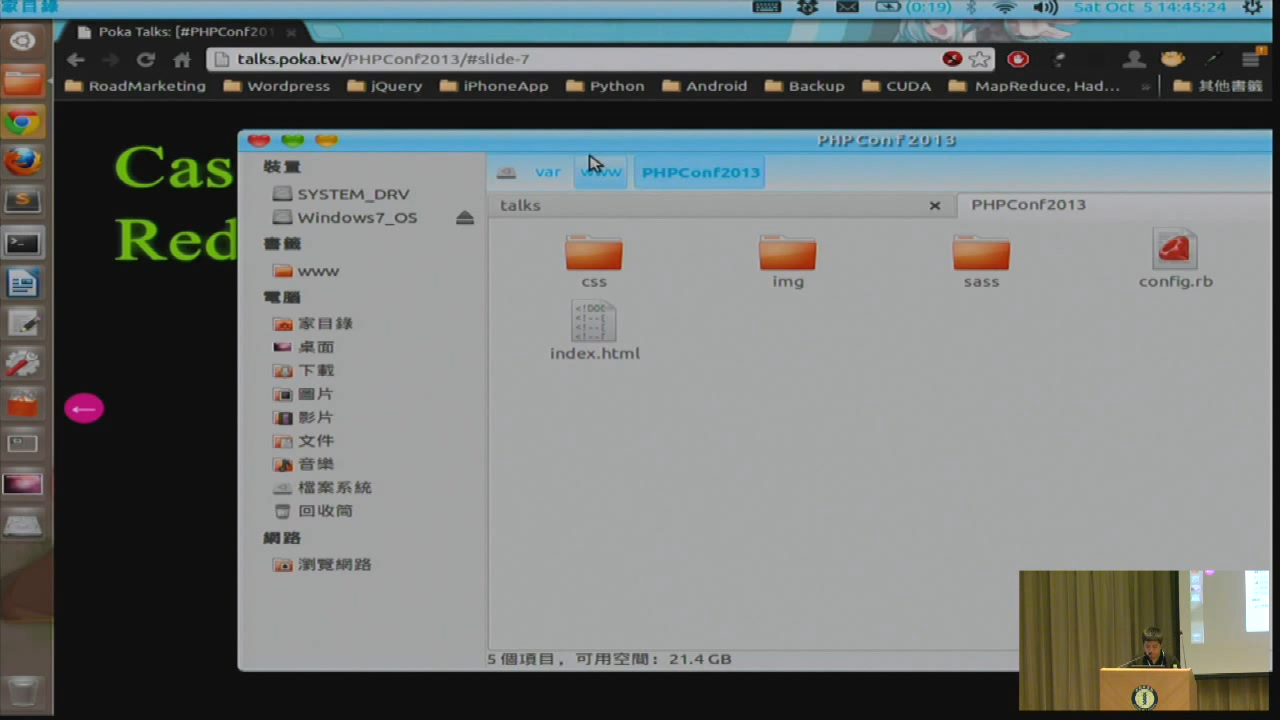 家目錄
(0:19)
Sat Oct 5 14:45:24
Poka Talks: [#PHPConf201
talks.poka.tw/PHPConf2013/#slide-7
RoadMarketing
Wordpress
jQuery
iPhoneApp
Python
Android
Backup
CUDA
MapReduce, Had...
»
其他書籤
Cas
Red
PHPConf2013
裝置
SYSTEM_DRV
Windows7_OS
書籤
www
電腦
家目錄
桌面
下載
圖片
影片
文件
音樂
檔案系統
回收筒
網路
瀏覽網路
var
www
PHPConf2013
talks
PHPConf2013
css
img
sass
config.rb
<!DOE
<!--[
<!--[
<!--[
index.html
5 個項目, 可用空間: 21.4 GB